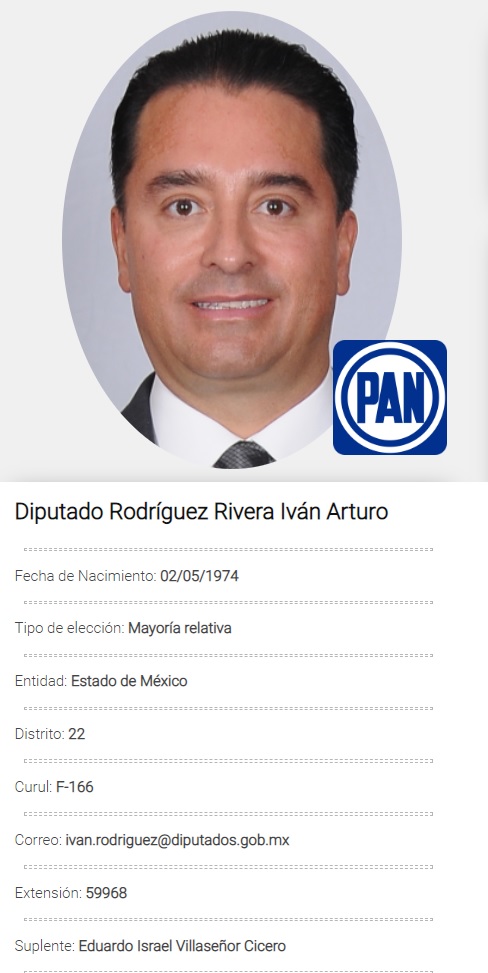 PAN
Diputado Rodríguez Rivera Iván Arturo
Fecha de Nacimiento: 02/05/1974
Tipo de elección: Mayoría relativa
Entidad: Estado de México
Distrito: 22
Curul: F-166
Correo: ivan.rodriguez@diputados.gob.mx
Extensión: 59968
Suplente: Eduardo Israel Villaseñor Cicero